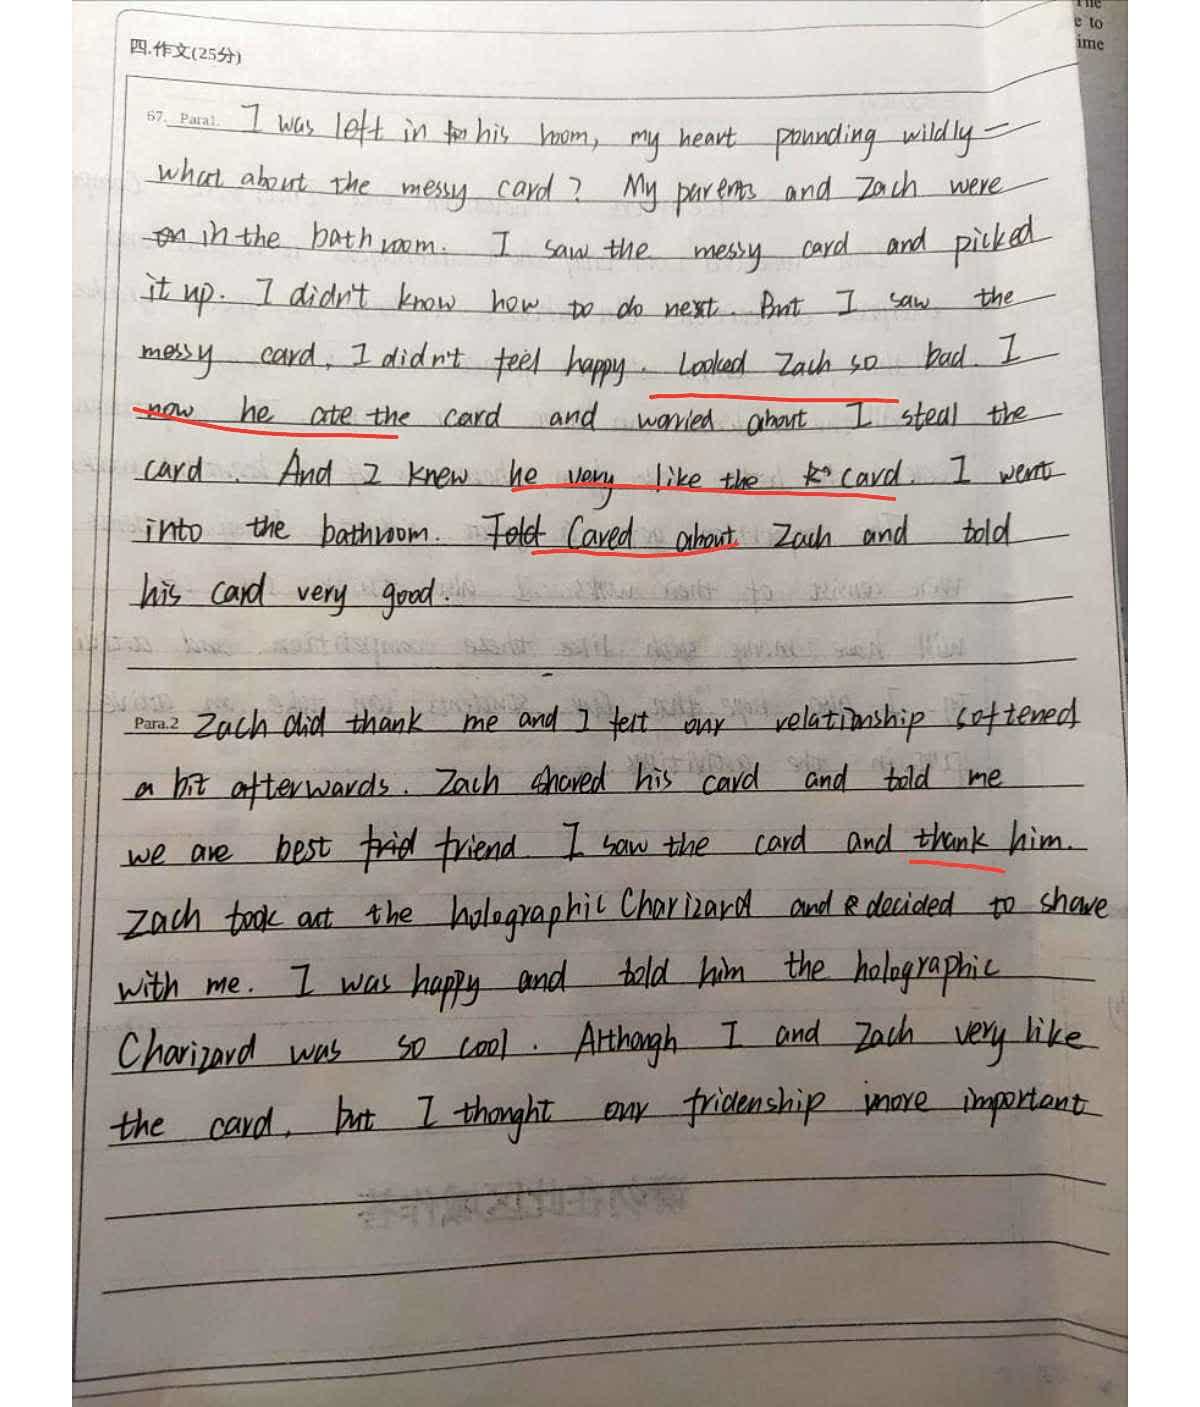 The
e to
ime
四.作文(25分)
67. Para1. I was left in his room, my heart pounding wildly —
what about the messy card? My parents and Zach were
in the bathroom. I saw the messy card and picked
it up. I didn't know how to do next. But I saw the
messy card, I didn't feel happy. Looked Zach so bad. I
now he ate the card and worried about I steal the
card. And I knew he very like the card. I went
into the bathroom. Told Cared about Zach and told
his card very good.
Para.2 Zach did thank me and I felt our relationship softened
a bit afterwards. Zach shared his card and told me
we are best frid friend. I saw the card and thank him.
Zach took out the holographic Charizard and decided to share
with me. I was happy and told him the holographic
Charizard was so cool. Although I and Zach very like
the card, but I thought our fridenship more important